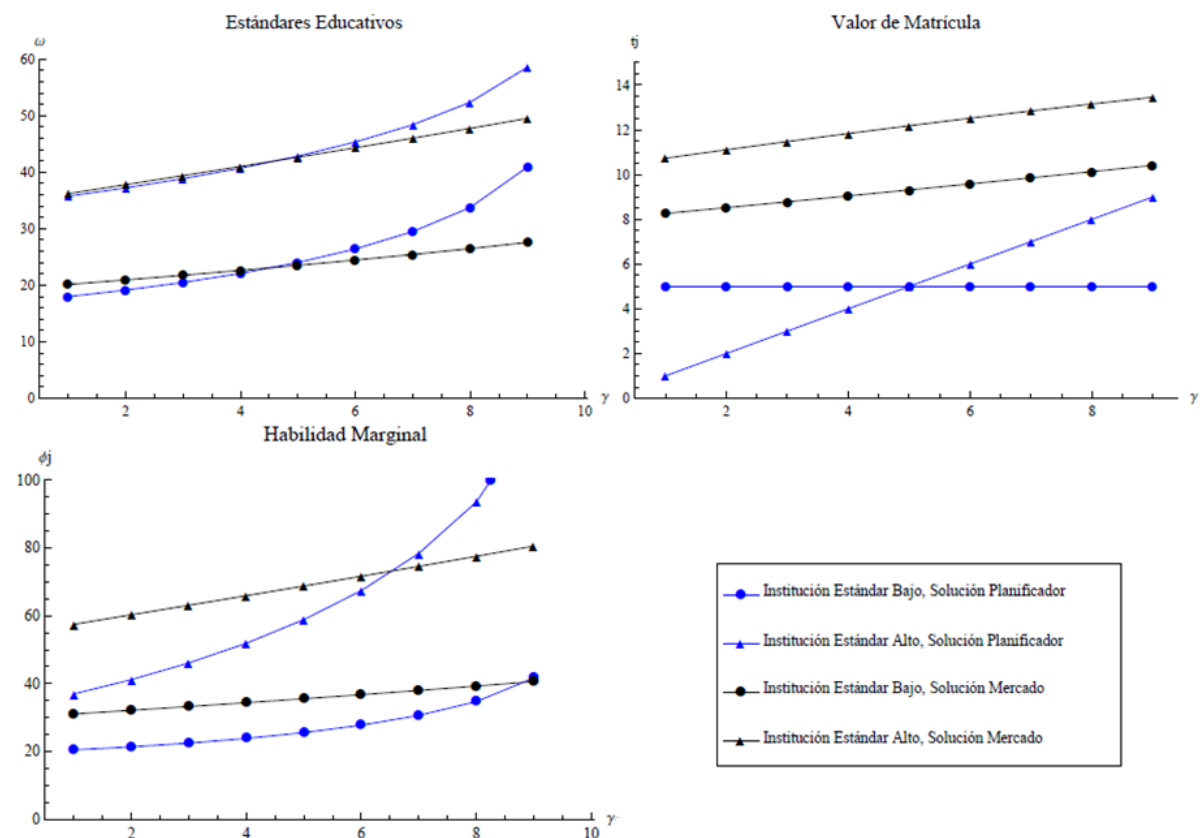 Estándares Educativos
ω
60
50
40
30
20
10
0
2
4
6
8
10
γ
Valor de Matrícula
tj
14
12
10
8
6
4
2
0
2
4
6
8
γ
Habilidad Marginal
ϕj
100
80
60
40
20
0
2
4
6
8
10
γ
Institución Estándar Bajo, Solución Planificador
Institución Estándar Alto, Solución Planificador
Institución Estándar Bajo, Solución Mercado
Institución Estándar Alto, Solución Mercado